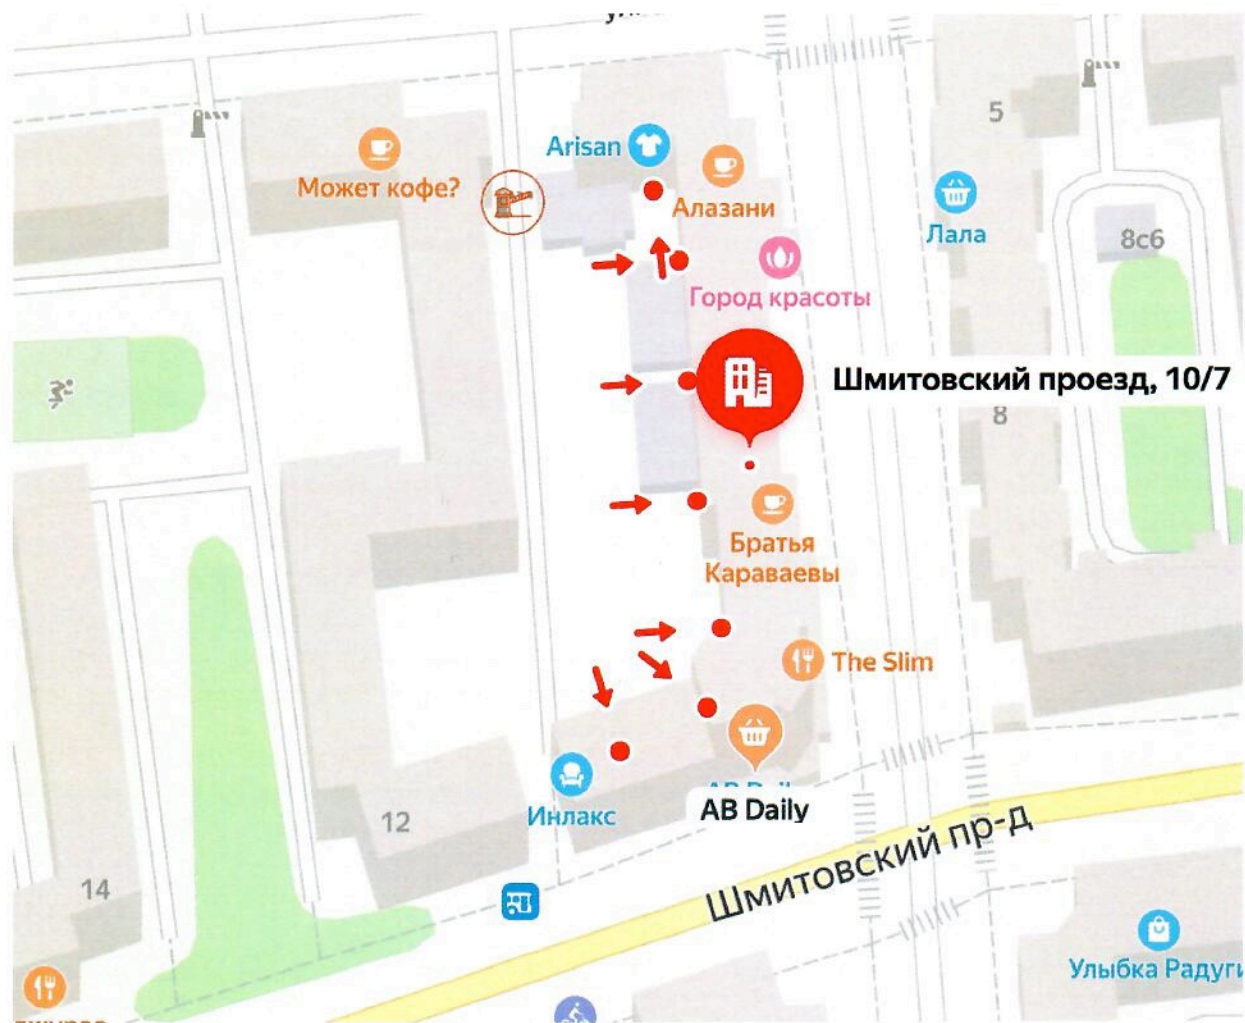 Arisan
5
Может кофе?
Алазани
Лала
8с6
Город красоты
Шмитовский проезд, 10/7
8
Братья
Караваевы
The Slim
Инлакс
AB Daily
12
Шмитовский пр-д
14
Улыбка Радуги